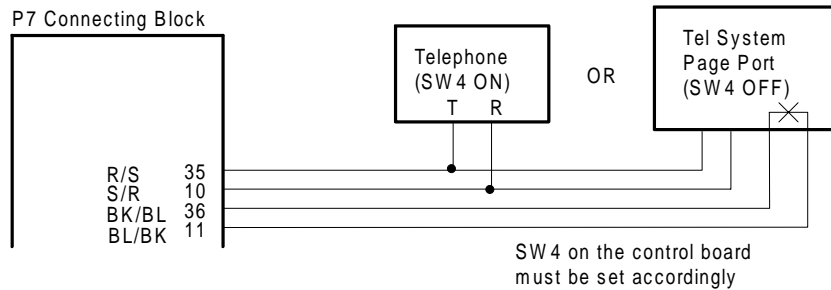 P7 Connecting Block
Telephone
(SW4 ON)
T R
OR
Tel System
Page Port
(SW4 OFF)
R/S 35
S/R 10
BK/BL 36
BL/BK 11
SW4 on the control board
must be set accordingly